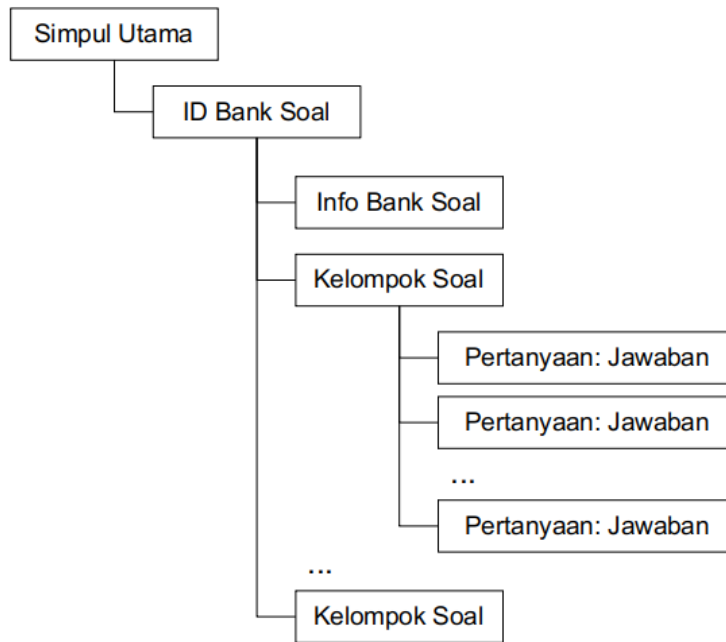 Simpul Utama
ID Bank Soal
Info Bank Soal
Kelompok Soal
Pertanyaan: Jawaban
Pertanyaan: Jawaban
...
Pertanyaan: Jawaban
...
Kelompok Soal